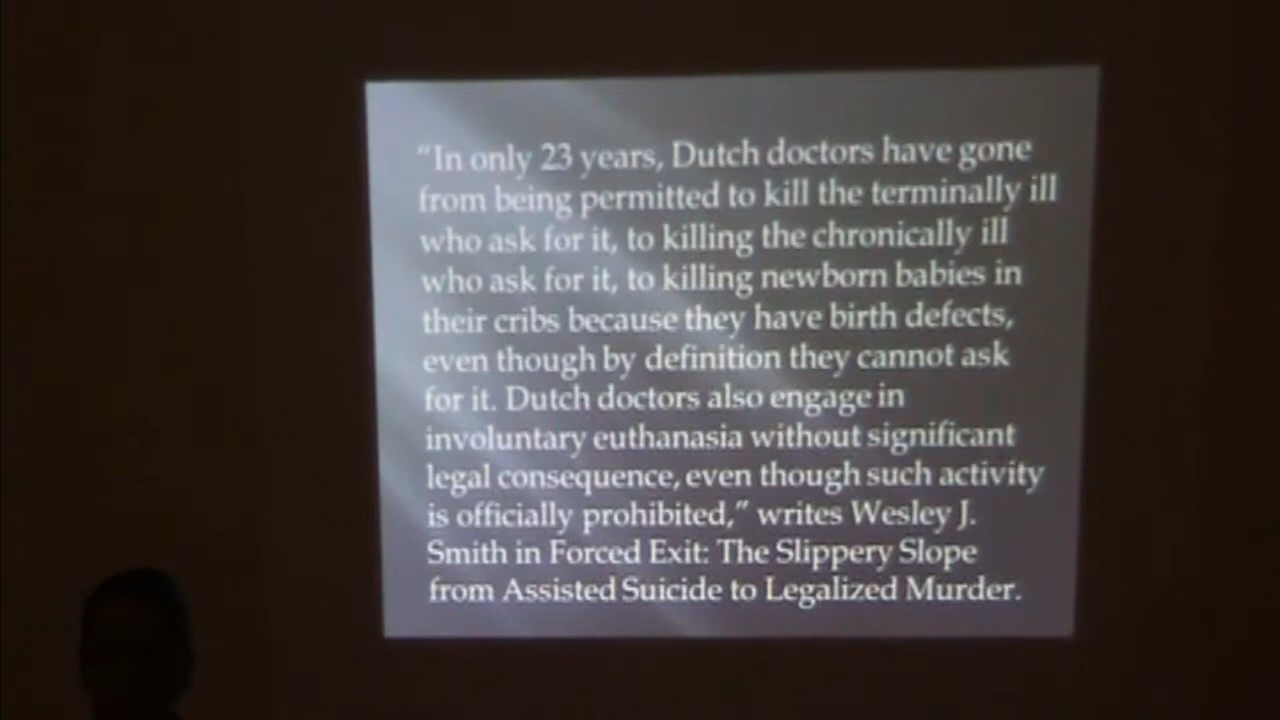 “In only 23 years, Dutch doctors have gone
from being permitted to kill the terminally ill
who ask for it, to killing the chronically ill
who ask for it, to killing newborn babies in
their cribs because they have birth defects,
even though by definition they cannot ask
for it. Dutch doctors also engage in
involuntary euthanasia without significant
legal consequence, even though such activity
is officially prohibited,” writes Wesley J.
Smith in Forced Exit: The Slippery Slope
from Assisted Suicide to Legalized Murder.